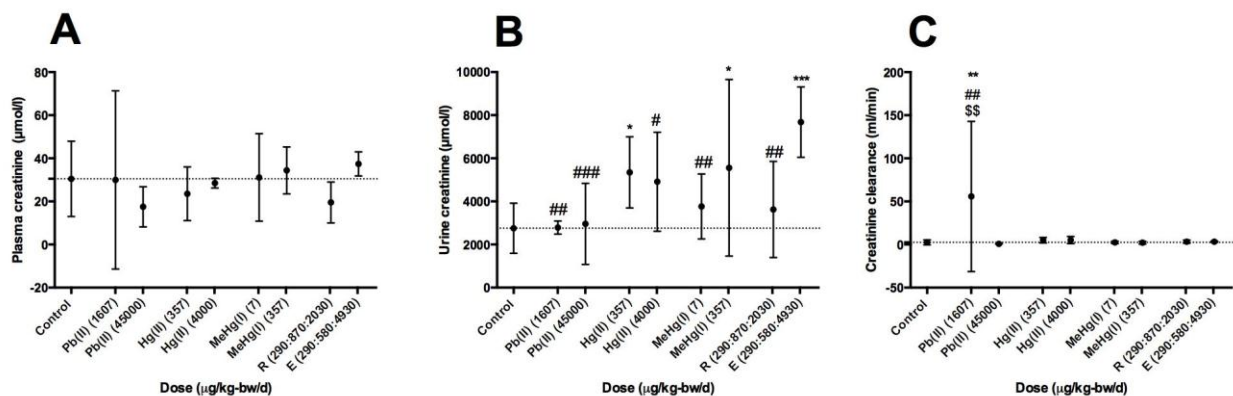 A
Plasma creatinine (μmol/l)
80
60
40
20
0
-20
Control
Pb(II) (1607)
Pb(II) (45000)
Hg(II) (357)
Hg(II) (4000)
MeHg(I) (7)
MeHg(I) (357)
R (290:870:2030)
E (290:580:4930)
Dose (μg/kg-bw/d)
B
Urine creatinine (μmol/l)
10000
8000
6000
4000
2000
0
##
###
*
#
##
*
##
***
Control
Pb(II) (1607)
Pb(II) (45000)
Hg(II) (357)
Hg(II) (4000)
MeHg(I) (7)
MeHg(I) (357)
R (290:870:2030)
E (290:580:4930)
Dose (μg/kg-bw/d)
C
Creatinine clearance (ml/min)
200
150
100
50
0
-50
**
##
$$
Control
Pb(II) (1607)
Pb(II) (45000)
Hg(II) (357)
Hg(II) (4000)
MeHg(I) (7)
MeHg(I) (357)
R (290:870:2030)
E (290:580:4930)
Dose (μg/kg-bw/d)